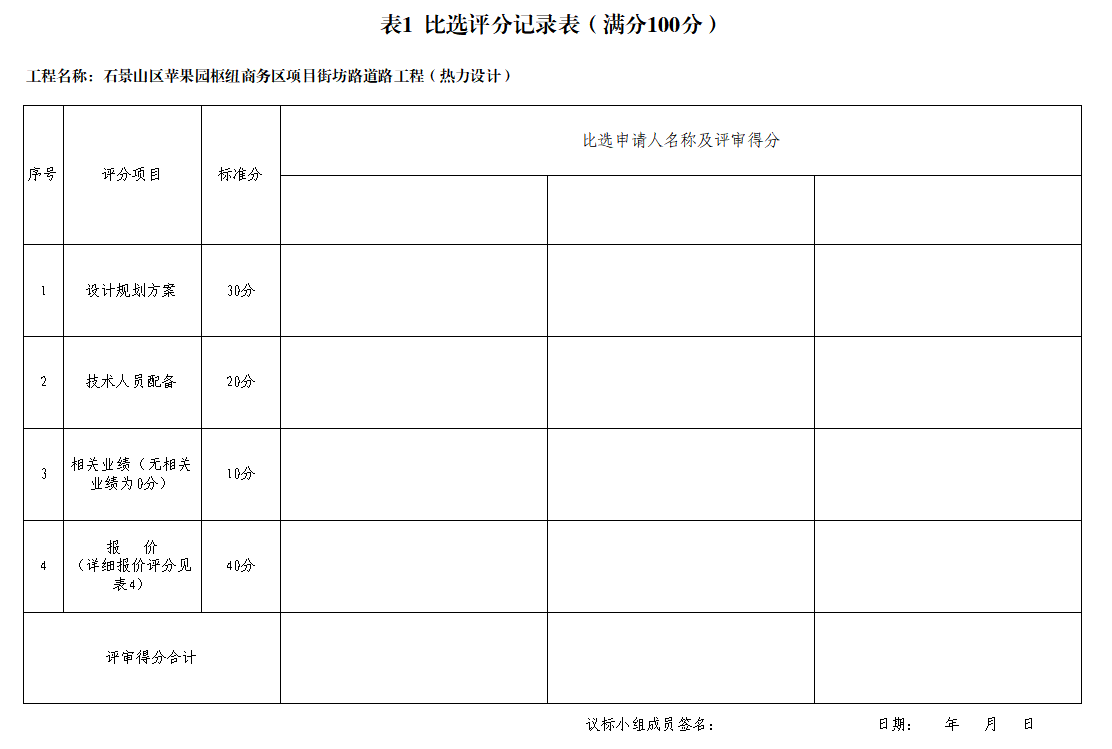 表1 比选评分记录表（满分100分）
工程名称：石景山区苹果园枢纽商务区项目街坊路道路工程（热力设计）
序号
评分项目
标准分
比选申请人名称及评审得分
1
设计规划方案
30分
2
技术人员配备
20分
3
相关业绩（无相关
业绩为0分）
10分
4
报 价
（详细报价评分见
表4）
40分
评审得分合计
议标小组成员签名：
日期： 年 月 日